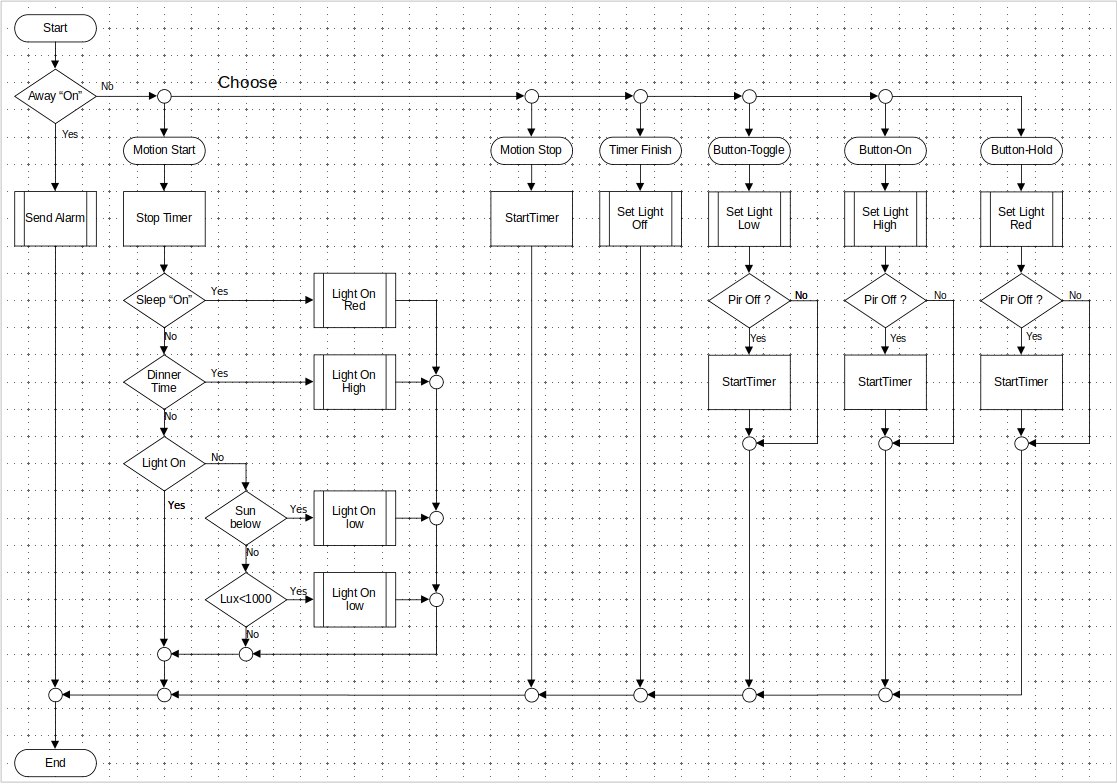 Start
Choose
Away “On”
No
Yes
Motion Start
Motion Stop
Timer Finish
Button-Toggle
Button-On
Button-Hold
Send Alarm
Stop Timer
StartTimer
Set Light
Off
Set Light
Low
Set Light
High
Set Light
Red
Sleep “On”
Yes
No
Light On
Red
Pir Off ?
No
Yes
Pir Off ?
No
Yes
Pir Off ?
No
Yes
Dinner
Time
Yes
No
Light On
High
StartTimer
StartTimer
StartTimer
Light On
No
Yes
Sun
below
Yes
No
Light On
low
Lux<1000
Yes
No
Light On
low
End